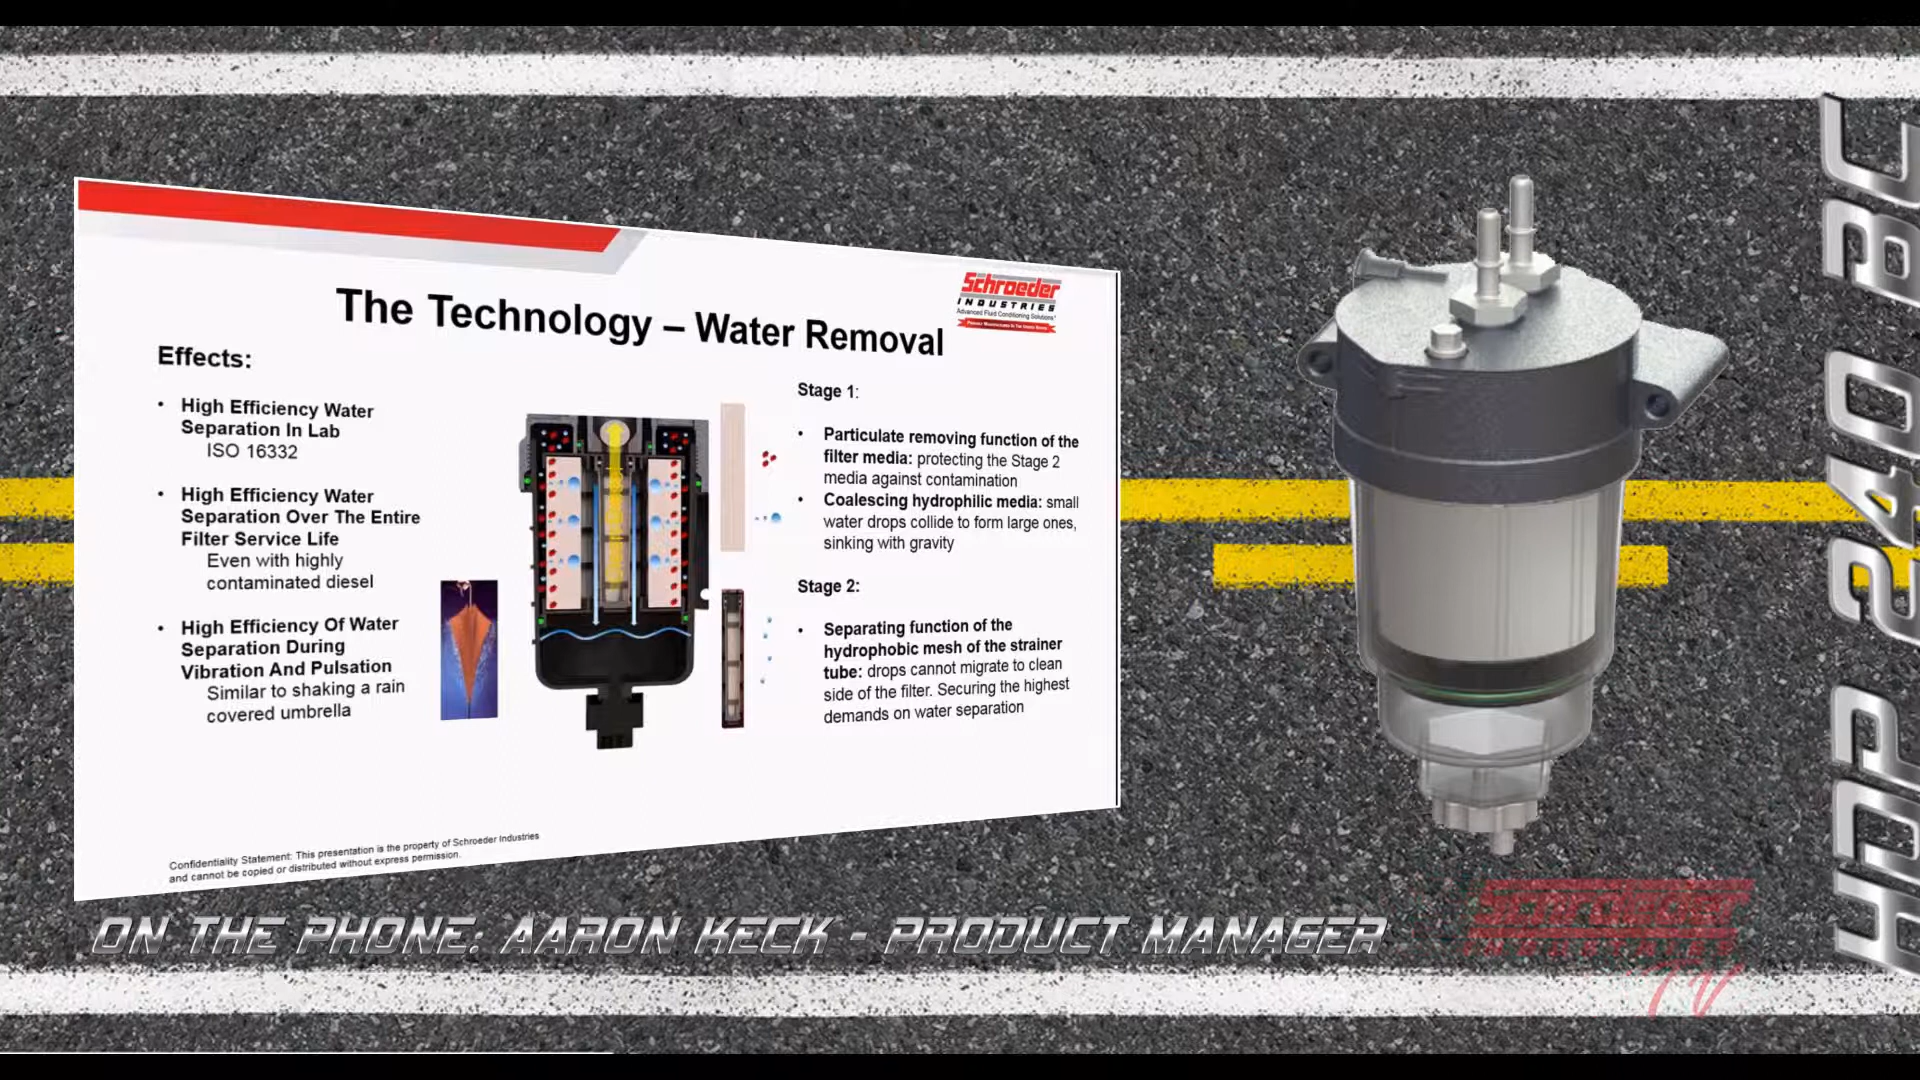 The Technology – Water Removal
Schroeder
INDUSTRIES
Advanced Fluid Conditioning Solutions
Effects:
• High Efficiency Water
Separation In Lab
ISO 16332
• High Efficiency Water
Separation Over The Entire
Filter Service Life
Even with highly
contaminated diesel
• High Efficiency Of Water
Separation During
Vibration And Pulsation
Similar to shaking a rain
covered umbrella
Stage 1:
• Particulate removing function of the
filter media: protecting the Stage 2
media against contamination
• Coalescing hydrophilic media: small
water drops collide to form large ones,
sinking with gravity
Stage 2:
• Separating function of the
hydrophobic mesh of the strainer
tube: drops cannot migrate to clean
side of the filter. Securing the highest
demands on water separation
Confidentiality Statement: This presentation is the property of Schroeder Industries
and cannot be copied or distributed without express permission.
ON THE PHONE: AARON KECK - PRODUCT MANAGER
Schroeder
INDUSTRIES
TV
HDP 240 BC